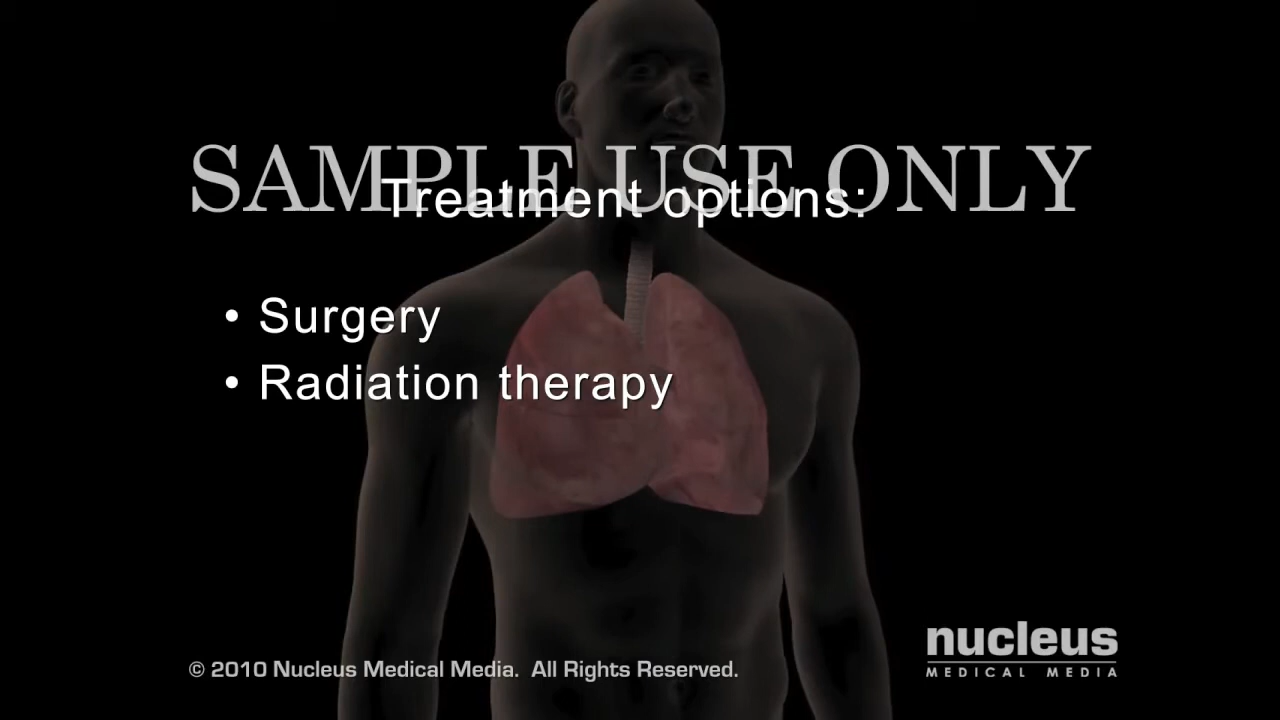 SAMPLE USE ONLY
Treatment options:
• Surgery
• Radiation therapy
nucleus
MEDICAL MEDIA
© 2010 Nucleus Medical Media. All Rights Reserved.